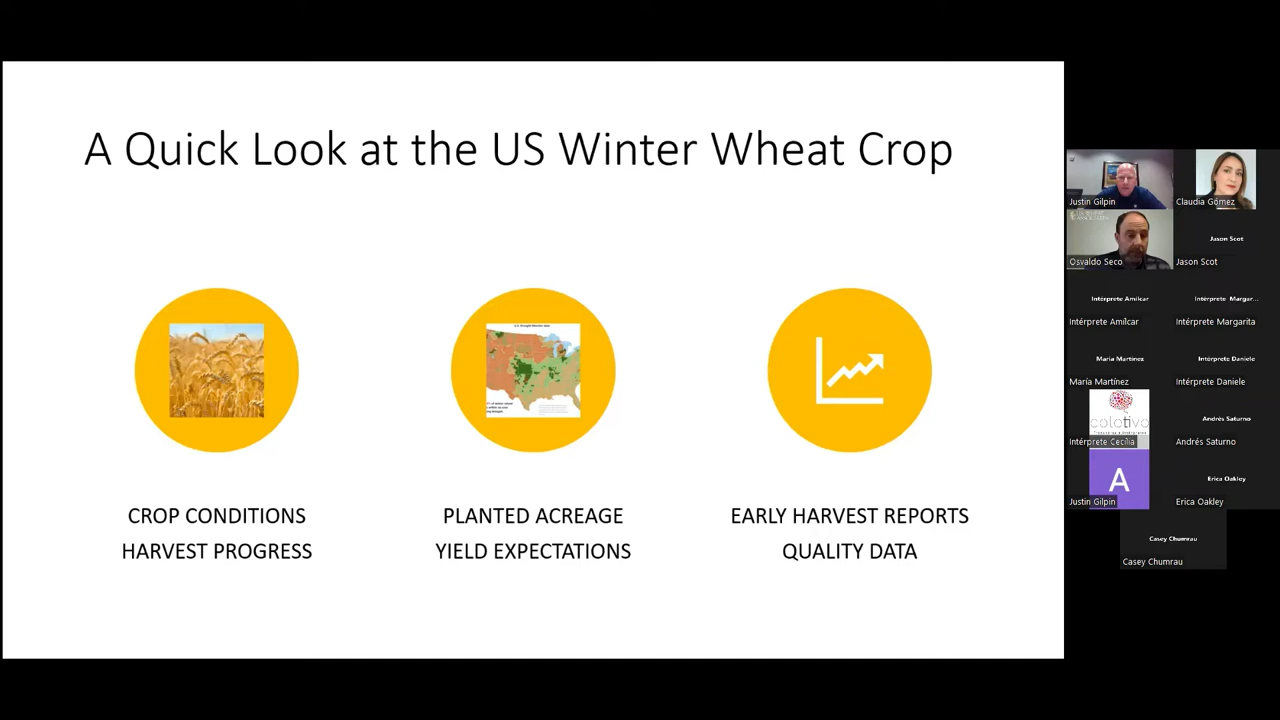 A Quick Look at the US Winter Wheat Crop
CROP CONDITIONS
HARVEST PROGRESS
PLANTED ACREAGE
YIELD EXPECTATIONS
EARLY HARVEST REPORTS
QUALITY DATA
Justin Gilpin
Claudia Gómez
Osvaldo Seco
Jason Scot
Jason Scot
Intérprete Amílcar
Intérprete Amílcar
Intérprete Margar...
Intérprete Margarita
María Martínez
María Martínez
Intérprete Daniele
Intérprete Daniele
coletivo
Intérprete Cecília
Andrés Saturno
Andrés Saturno
A
Justin Gilpin
Erica Oakley
Erica Oakley
Casey Chumrau
Casey Chumrau